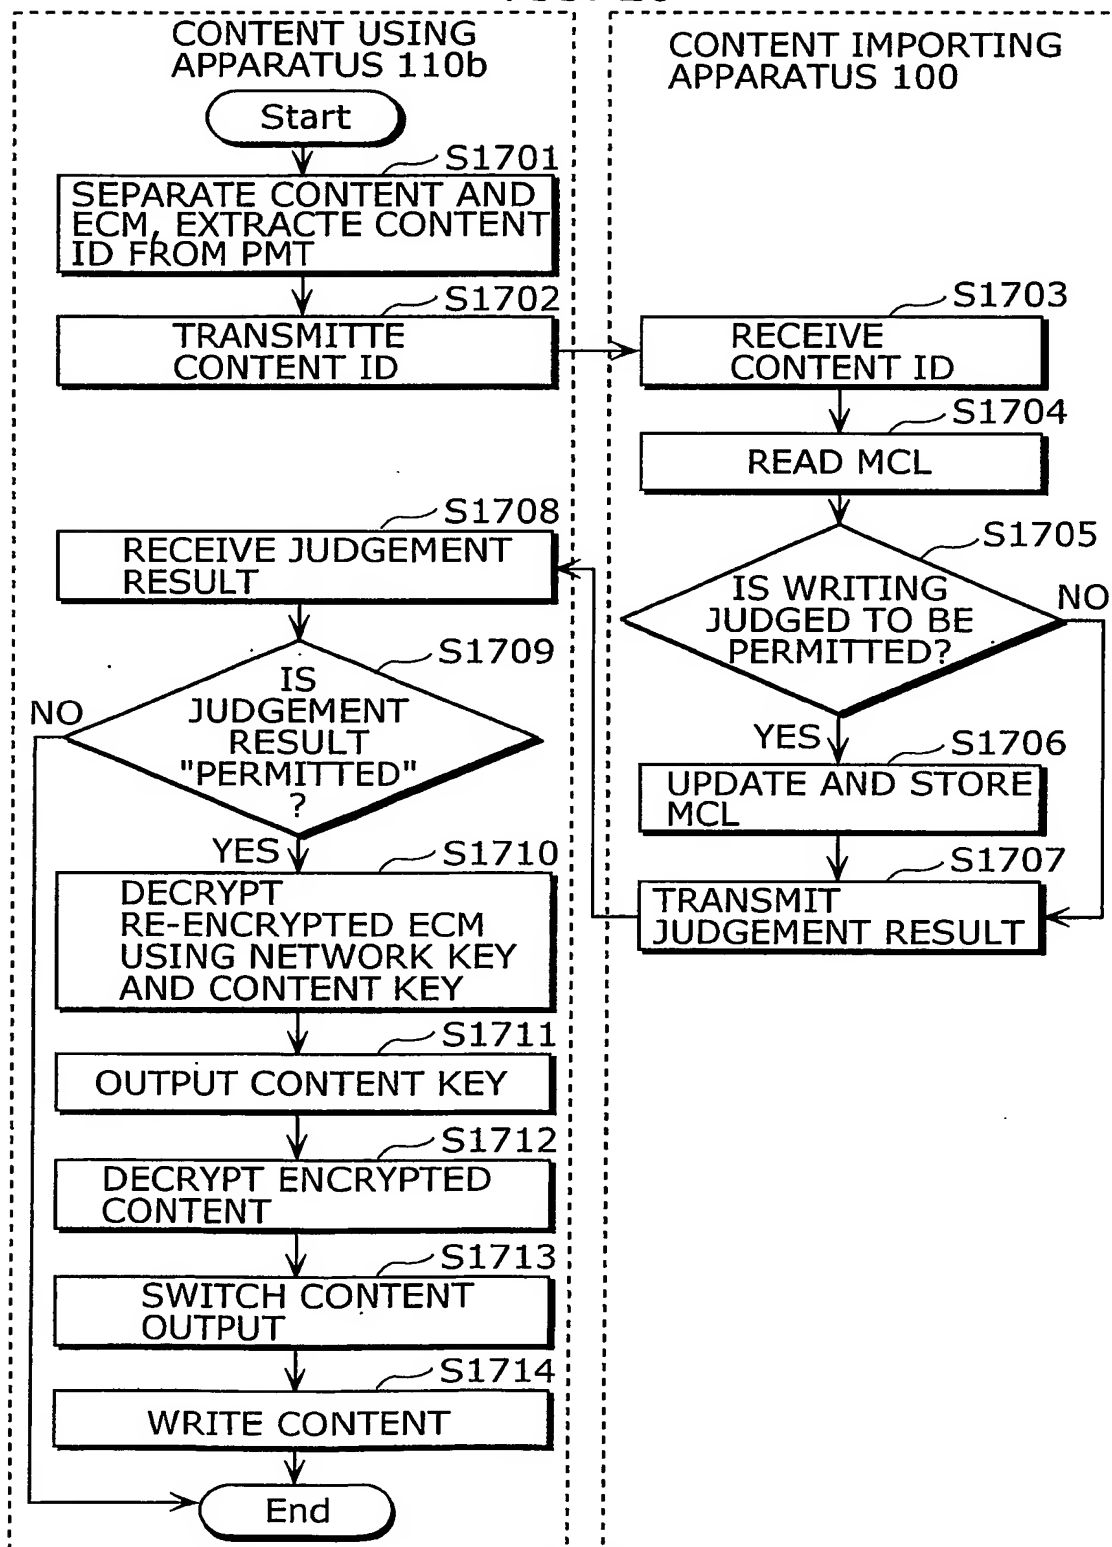 CONTENT USING
APPARATUS 110b
Start
S1701
SEPARATE CONTENT AND
ECM, EXTRACTE CONTENT
ID FROM PMT
S1702
TRANSMITTE
CONTENT ID
S1708
RECEIVE JUDGEMENT
RESULT
S1709
IS
JUDGEMENT
RESULT
"PERMITTED"
?
NO
YES
S1710
DECRYPT
RE-ENCRYPTED ECM
USING NETWORK KEY
AND CONTENT KEY
S1711
OUTPUT CONTENT KEY
S1712
DECRYPT ENCRYPTED
CONTENT
S1713
SWITCH CONTENT
OUTPUT
S1714
WRITE CONTENT
End
CONTENT IMPORTING
APPARATUS 100
S1703
RECEIVE
CONTENT ID
S1704
READ MCL
S1705
IS WRITING
JUDGED TO BE
PERMITTED?
NO
YES
S1706
UPDATE AND STORE
MCL
S1707
TRANSMIT
JUDGEMENT RESULT